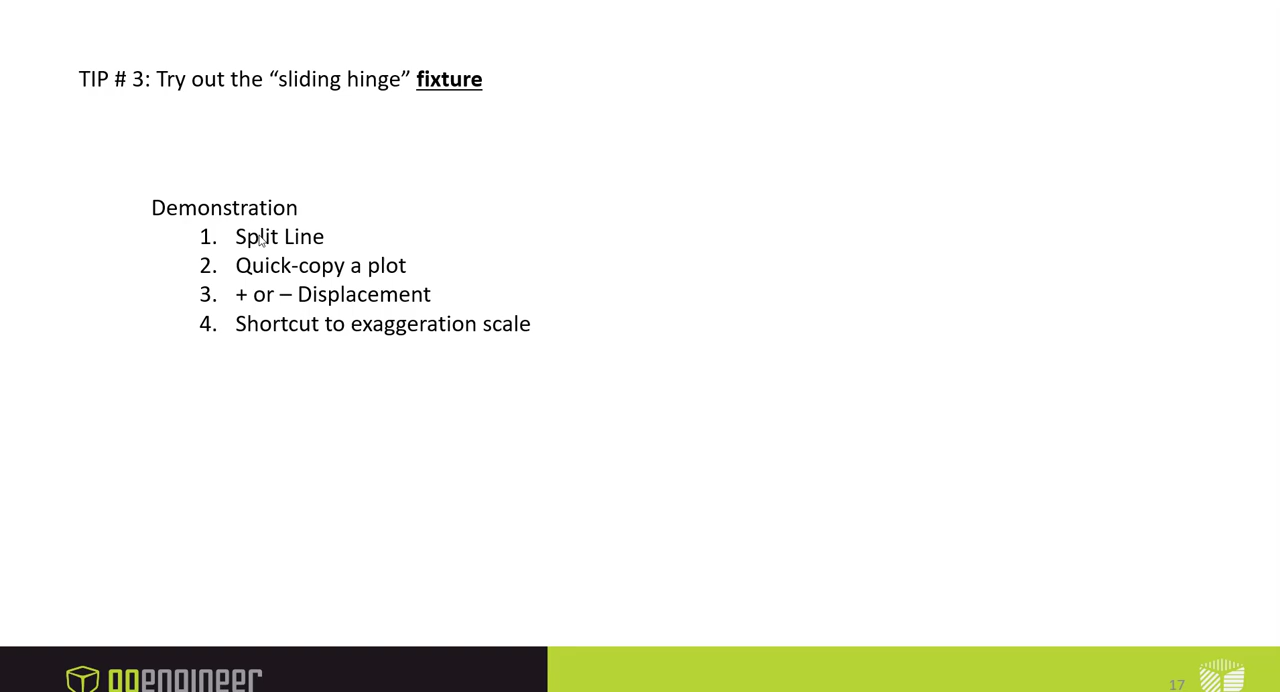 TIP # 3: Try out the “sliding hinge” fixture
Demonstration
1. Split Line
2. Quick-copy a plot
3. + or – Displacement
4. Shortcut to exaggeration scale
goengineer
17